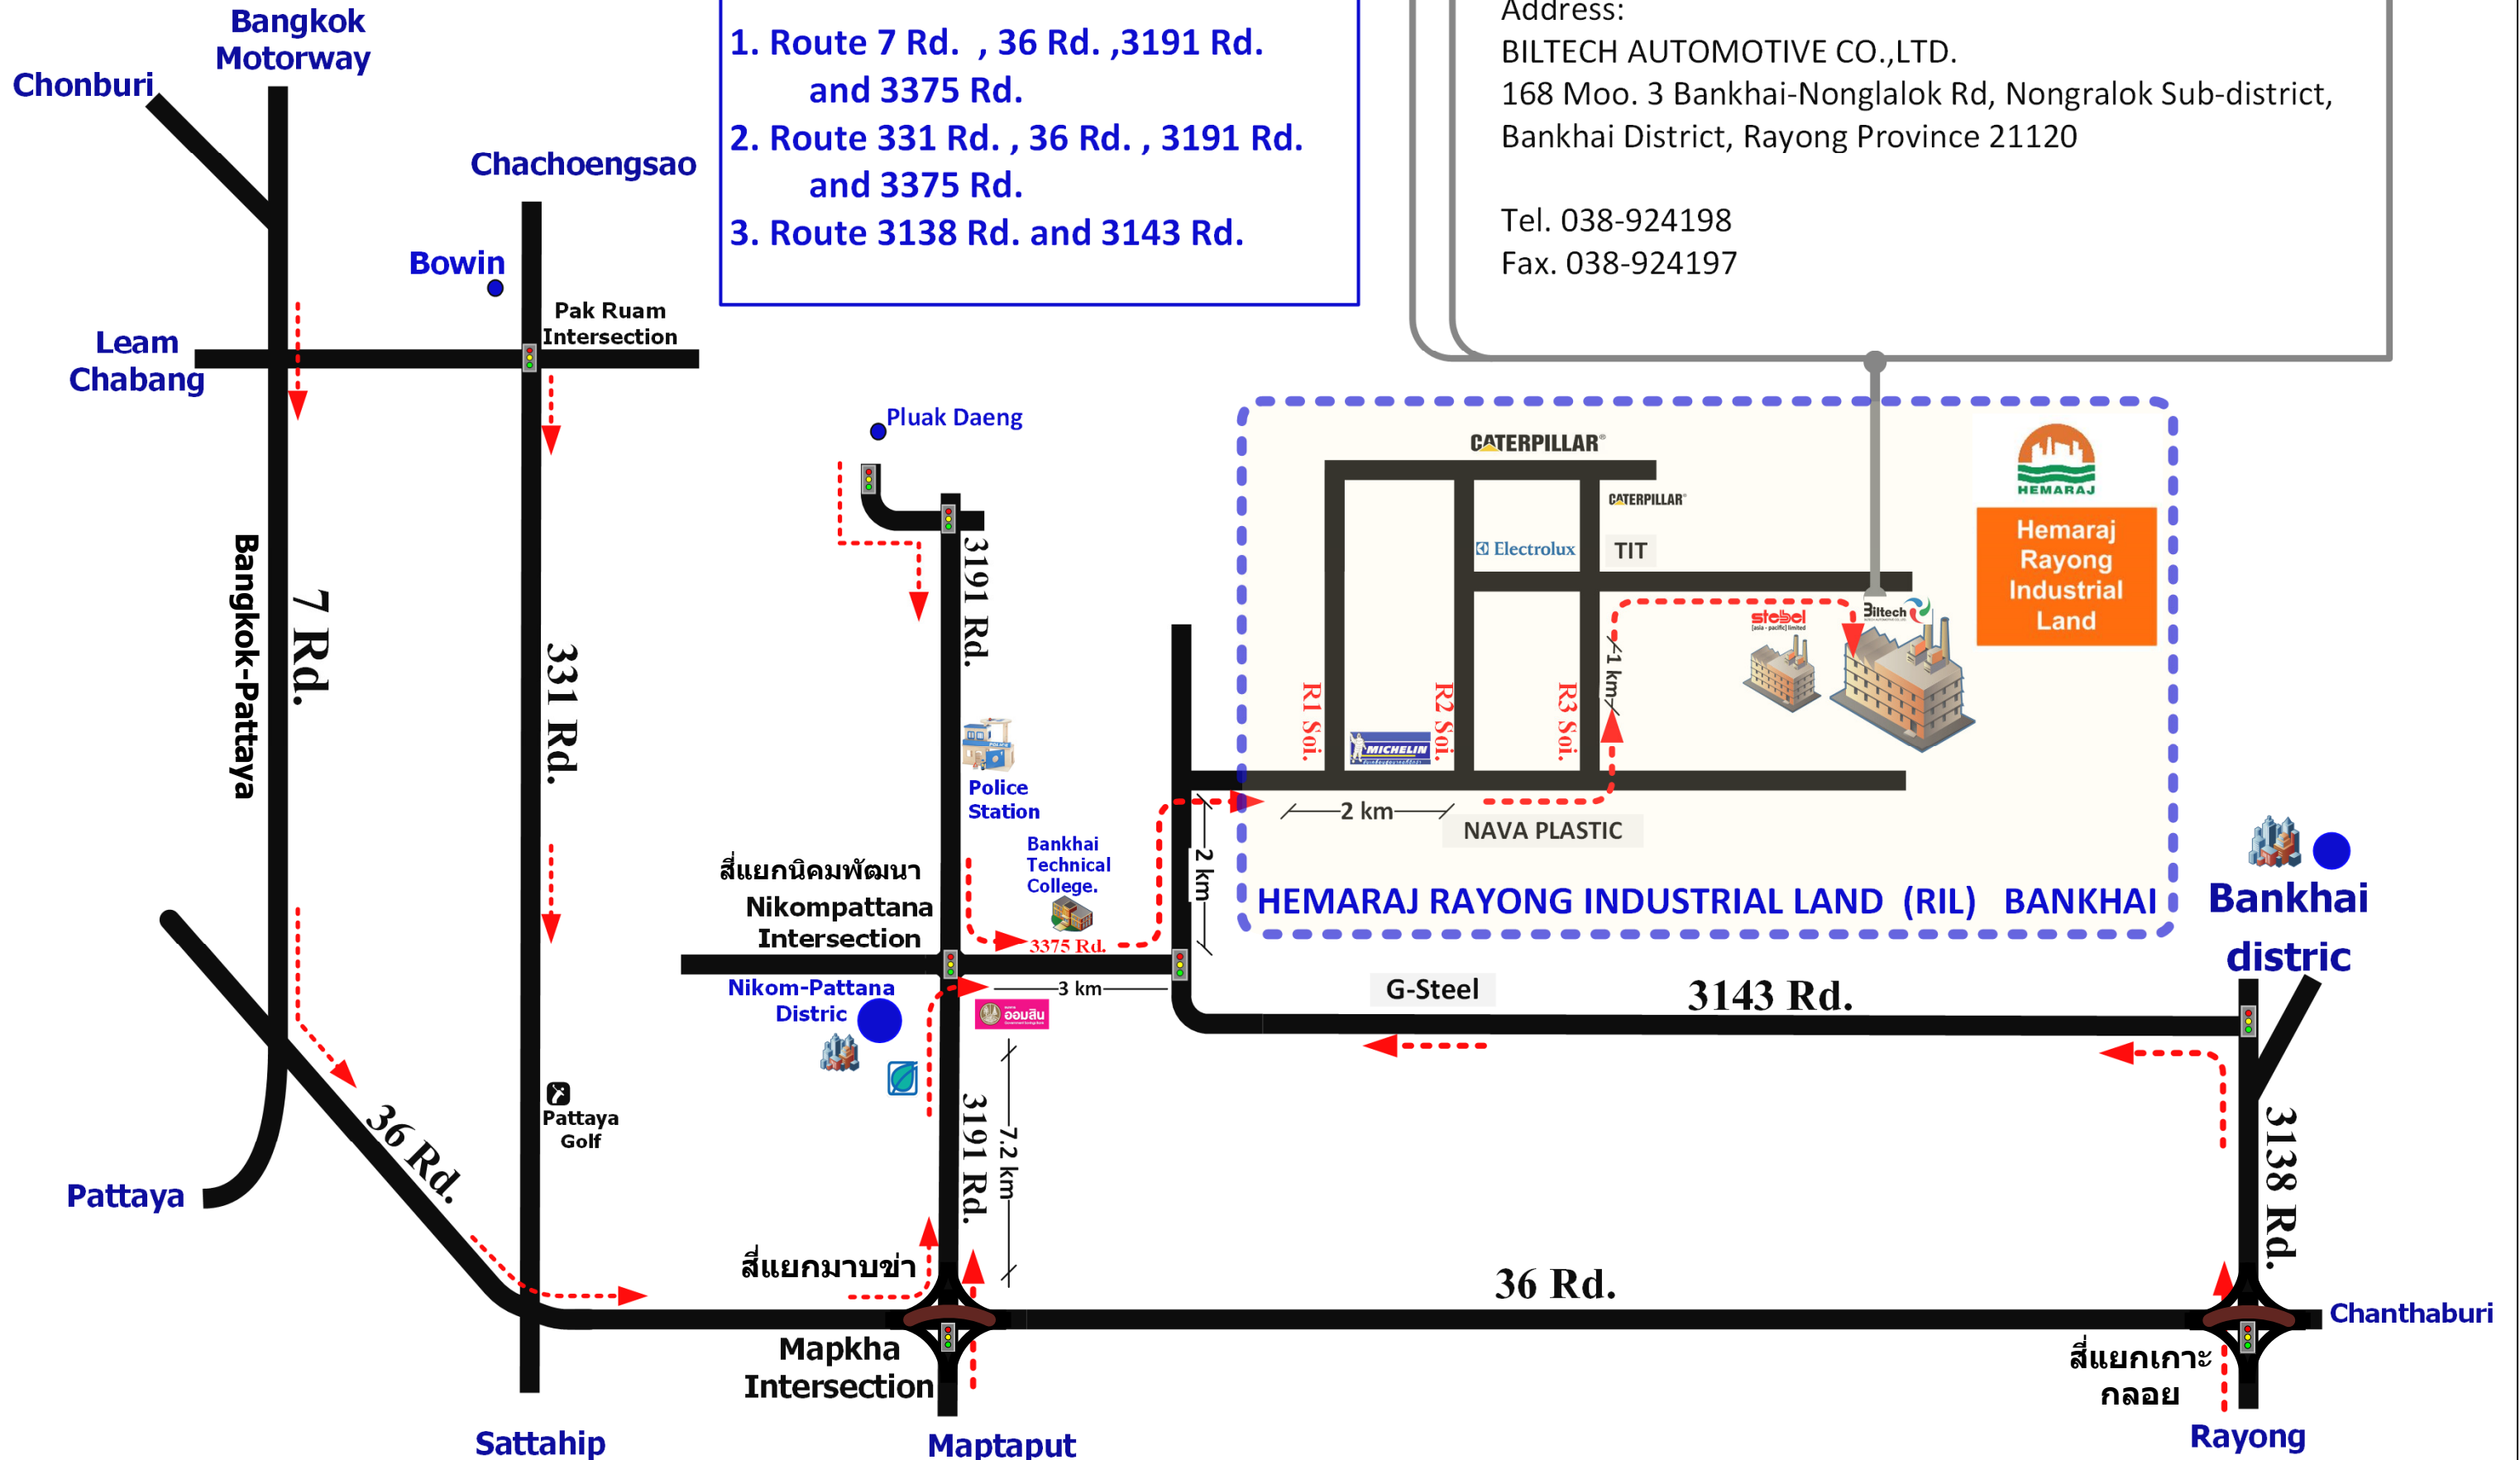 Bangkok
Motorway
Chonburi
Chachoengsao
Bowin
Pak Ruam
Intersection
Leam
Chabang
1. Route 7 Rd. , 36 Rd. ,3191 Rd.
and 3375 Rd.
2. Route 331 Rd. , 36 Rd. , 3191 Rd.
and 3375 Rd.
3. Route 3138 Rd. and 3143 Rd.
Address:
BILTECH AUTOMOTIVE CO.,LTD.
168 Moo. 3 Bankhai-Nonglalok Rd, Nongralok Sub-district,
Bankhai District, Rayong Province 21120
Tel. 038-924198
Fax. 038-924197
Pluak Daeng
CATERPILLAR®
CATERPILLAR®
HEMARAJ
Hemaraj
Rayong
Industrial
Land
Electrolux
TIT
Bangkok-Pattaya
7 Rd.
331 Rd.
3191 Rd.
stebel
[asia - pacific] limited
Biltech
1 km
R1 Soi.
R2 Soi.
R3 Soi.
MICHELIN
POLICE
Police
Station
2 km
NAVA PLASTIC
Bankhai
Technical
College.
2 km
สี่แยกนิคมพัฒนา
Nikompattana
Intersection
3375 Rd.
HEMARAJ RAYONG INDUSTRIAL LAND (RIL) BANKHAI
Bankhai
distric
Nikom-Pattana
Distric
3 km
ออมสิน
G-Steel
3143 Rd.
Pattaya
Golf
36 Rd.
3191 Rd.
7.2 km
3138 Rd.
Pattaya
สี่แยกมาบข่า
36 Rd.
Chanthaburi
Mapkha
Intersection
สี่แยกเกาะ
กลอย
Sattahip
Maptaput
Rayong